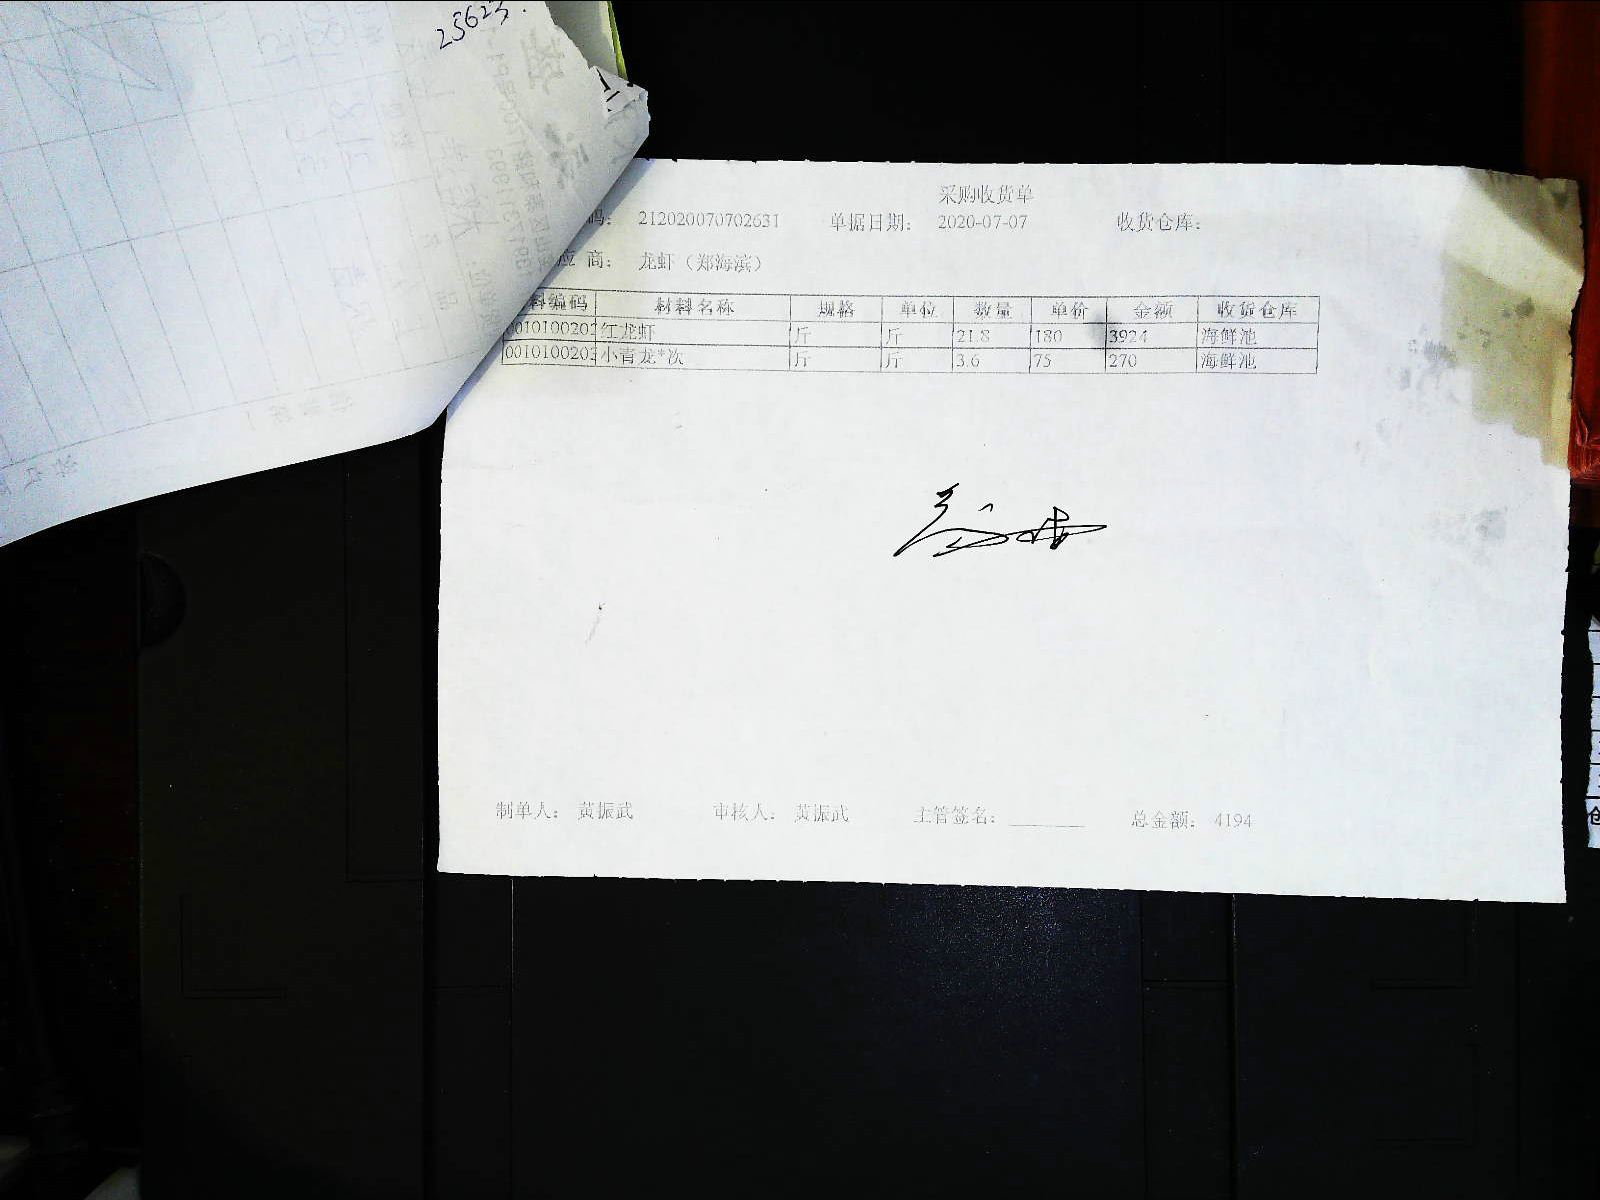 25623.
采购收货单
码： 212020070702631 单据日期： 2020-07-07 收货仓库：
应 商： 龙虾（郑海滨）
料编码 材料名称 规格 单位 数量 单价 金额 收货仓库
0010100202 红龙虾 斤 斤 21.8 180 3924 海鲜池
0010100203 小青龙*次 斤 斤 3.6 75 270 海鲜池
制单人： 黄振武 审核人： 黄振武 主管签名： 总金额： 4194